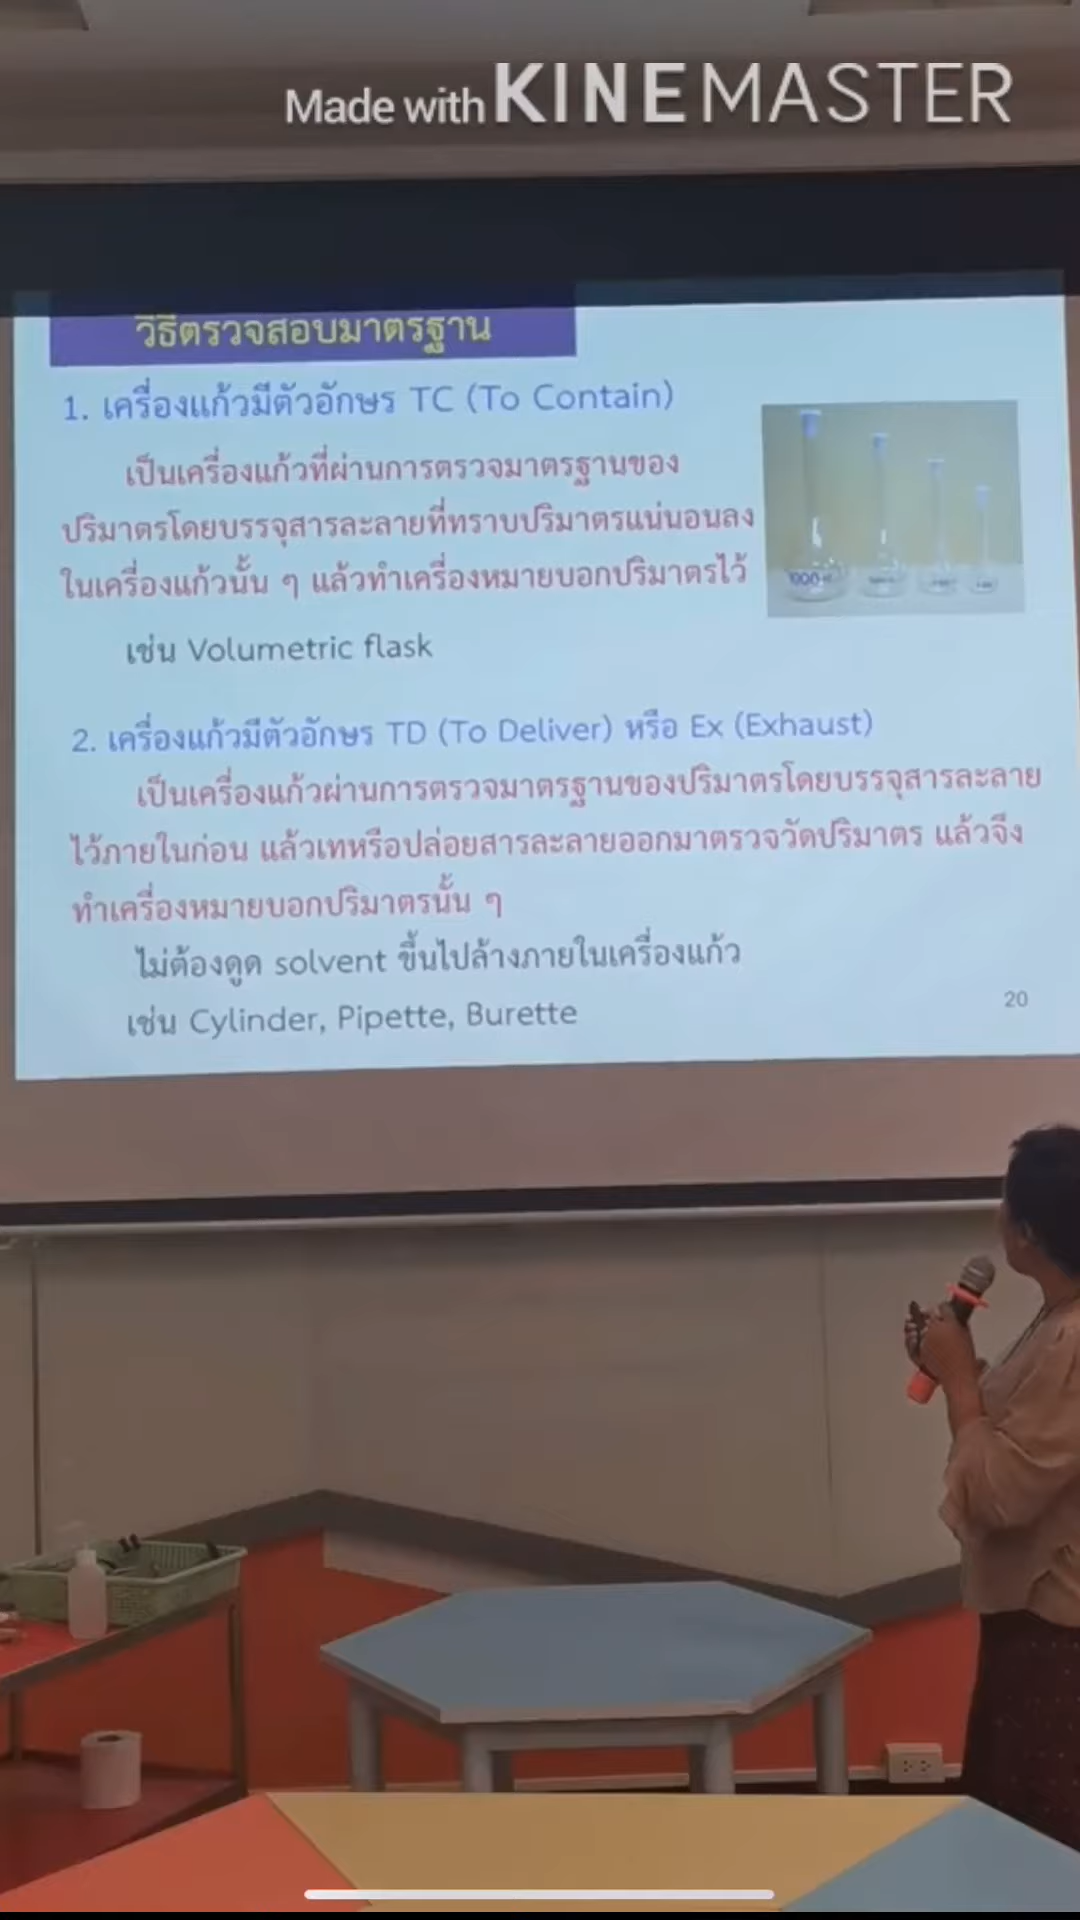 Made with KINEMASTER
วิธีตรวจสอบมาตรฐาน
1. เครื่องแก้วมีตัวอักษร TC (To Contain)
เป็นเครื่องแก้วที่ผ่านการตรวจมาตรฐานของ
ปริมาตรโดยบรรจุสารละลายที่ทราบปริมาตรแน่นอนลง
ในเครื่องแก้วนั้น ๆ แล้วทำเครื่องหมายบอกปริมาตรไว้
เช่น Volumetric flask
1000
2. เครื่องแก้วมีตัวอักษร TD (To Deliver) หรือ Ex (Exhaust)
เป็นเครื่องแก้วผ่านการตรวจมาตรฐานของปริมาตรโดยบรรจุสารละลาย
ไว้ภายในก่อน แล้วเทหรือปล่อยสารละลายออกมาตรวจวัดปริมาตร แล้วจึง
ทำเครื่องหมายบอกปริมาตรนั้น ๆ
ไม่ต้องดูด solvent ขึ้นไปล้างภายในเครื่องแก้ว
เช่น Cylinder, Pipette, Burette
20